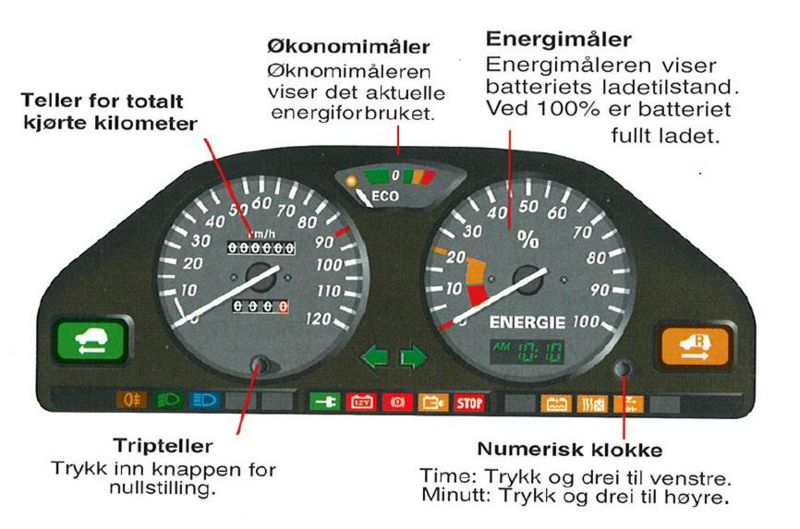 Økonomimåler
Øknomimåleren
viser det aktuelle
energiforbruket.
Energimåler
Energimåleren viser
batteriets ladetilstand.
Ved 100% er batteriet
fullt ladet.
Teller for totalt
kjørte kilometer
0
ECO
0 10 20 30 40 50 60 70 80 90 100 110 120
km/h
000000
0000
0 10 20 30 40 50 60 70 80 90 100
%
ENERGIE
AM 10:10
R
12V
STOP
Tripteller
Trykk inn knappen for
nullstilling.
Numerisk klokke
Time: Trykk og drei til venstre.
Minutt: Trykk og drei til høyre.